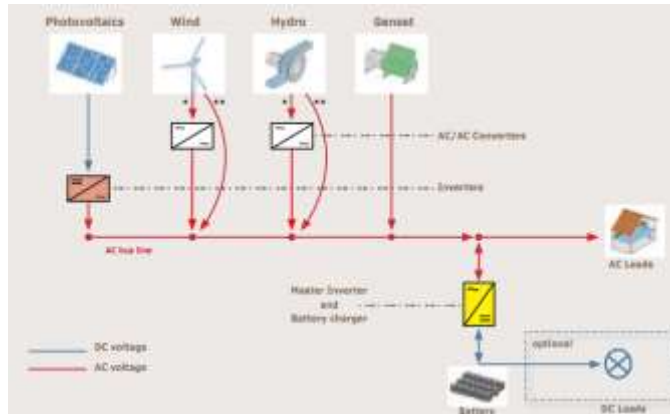 Photovoltaics Wind Hydro Genset
* ** * **
AC/AC Converters
Inverters
AC bus line
AC Loads
Master Inverter
and
Battery charger
DC voltage
AC voltage
optional
Battery
DC Loads